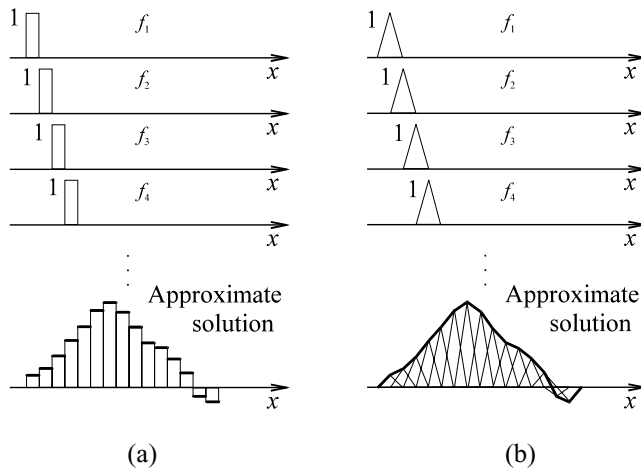 1 f₁
x
1 f₂
x
1 f₃
x
1 f₄
x
Approximate
solution
x
(a)
1 f₁
x
1 f₂
x
1 f₃
x
1 f₄
x
Approximate
solution
x
(b)